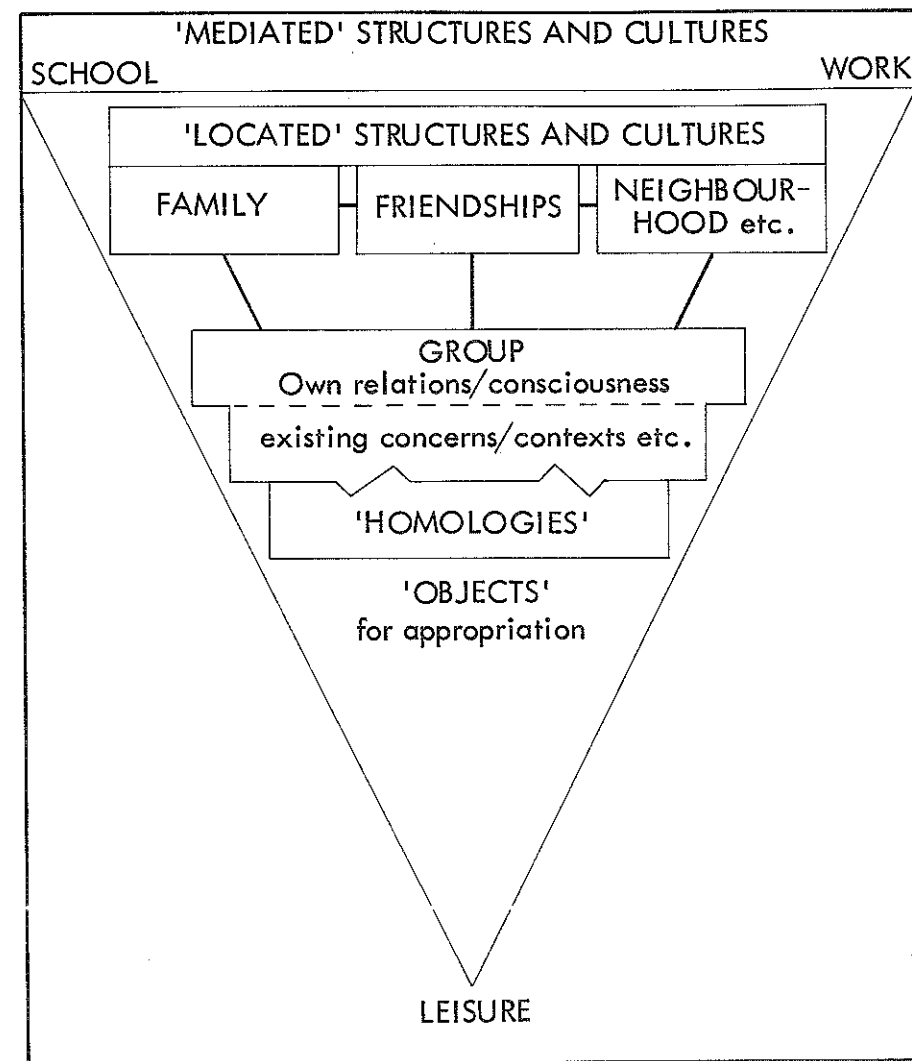 'MEDIATED' STRUCTURES AND CULTURES
SCHOOL
WORK
'LOCATED' STRUCTURES AND CULTURES
FAMILY
FRIENDSHIPS
NEIGHBOUR-
HOOD etc.
GROUP
Own relations/consciousness
existing concerns/contexts etc.
'HOMOLOGIES'
'OBJECTS'
for appropriation
LEISURE